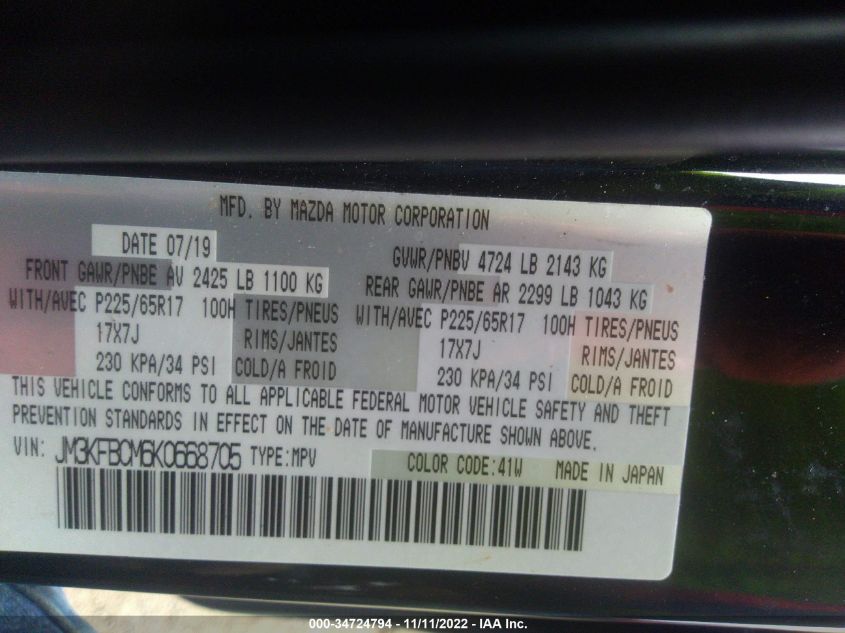 MFD. BY MAZDA MOTOR CORPORATION
DATE 07/19
GVWR/PNBV 4724 LB 2143 KG
FRONT GAWR/PNBE AV 2425 LB 1100 KG
REAR GAWR/PNBE AR 2299 LB 1043 KG
WITH/AVEC P225/65R17 100H TIRES/PNEUS
WITH/AVEC P225/65R17 100H TIRES/PNEUS
17X7J RIMS/JANTES
17X7J RIMS/JANTES
230 KPA/34 PSI COLD/A FROID
230 KPA/34 PSI COLD/A FROID
THIS VEHICLE CONFORMS TO ALL APPLICABLE FEDERAL MOTOR VEHICLE SAFETY AND THEFT
PREVENTION STANDARDS IN EFFECT ON THE DATE OF MANUFACTURE SHOWN ABOVE.
VIN: JM3KFBCM6K0668705 TYPE:MPV
COLOR CODE:41W MADE IN JAPAN
000-34724794 - 11/11/2022 - IAA Inc.